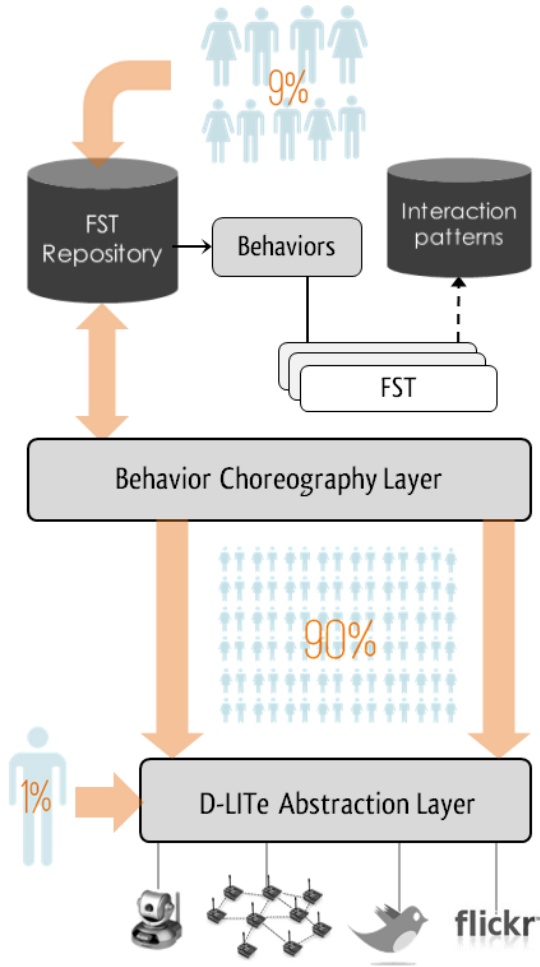 9%
FST
Repository
Behaviors
Interaction
patterns
FST
Behavior Choreography Layer
90%
1%
D-LITe Abstraction Layer
flickr